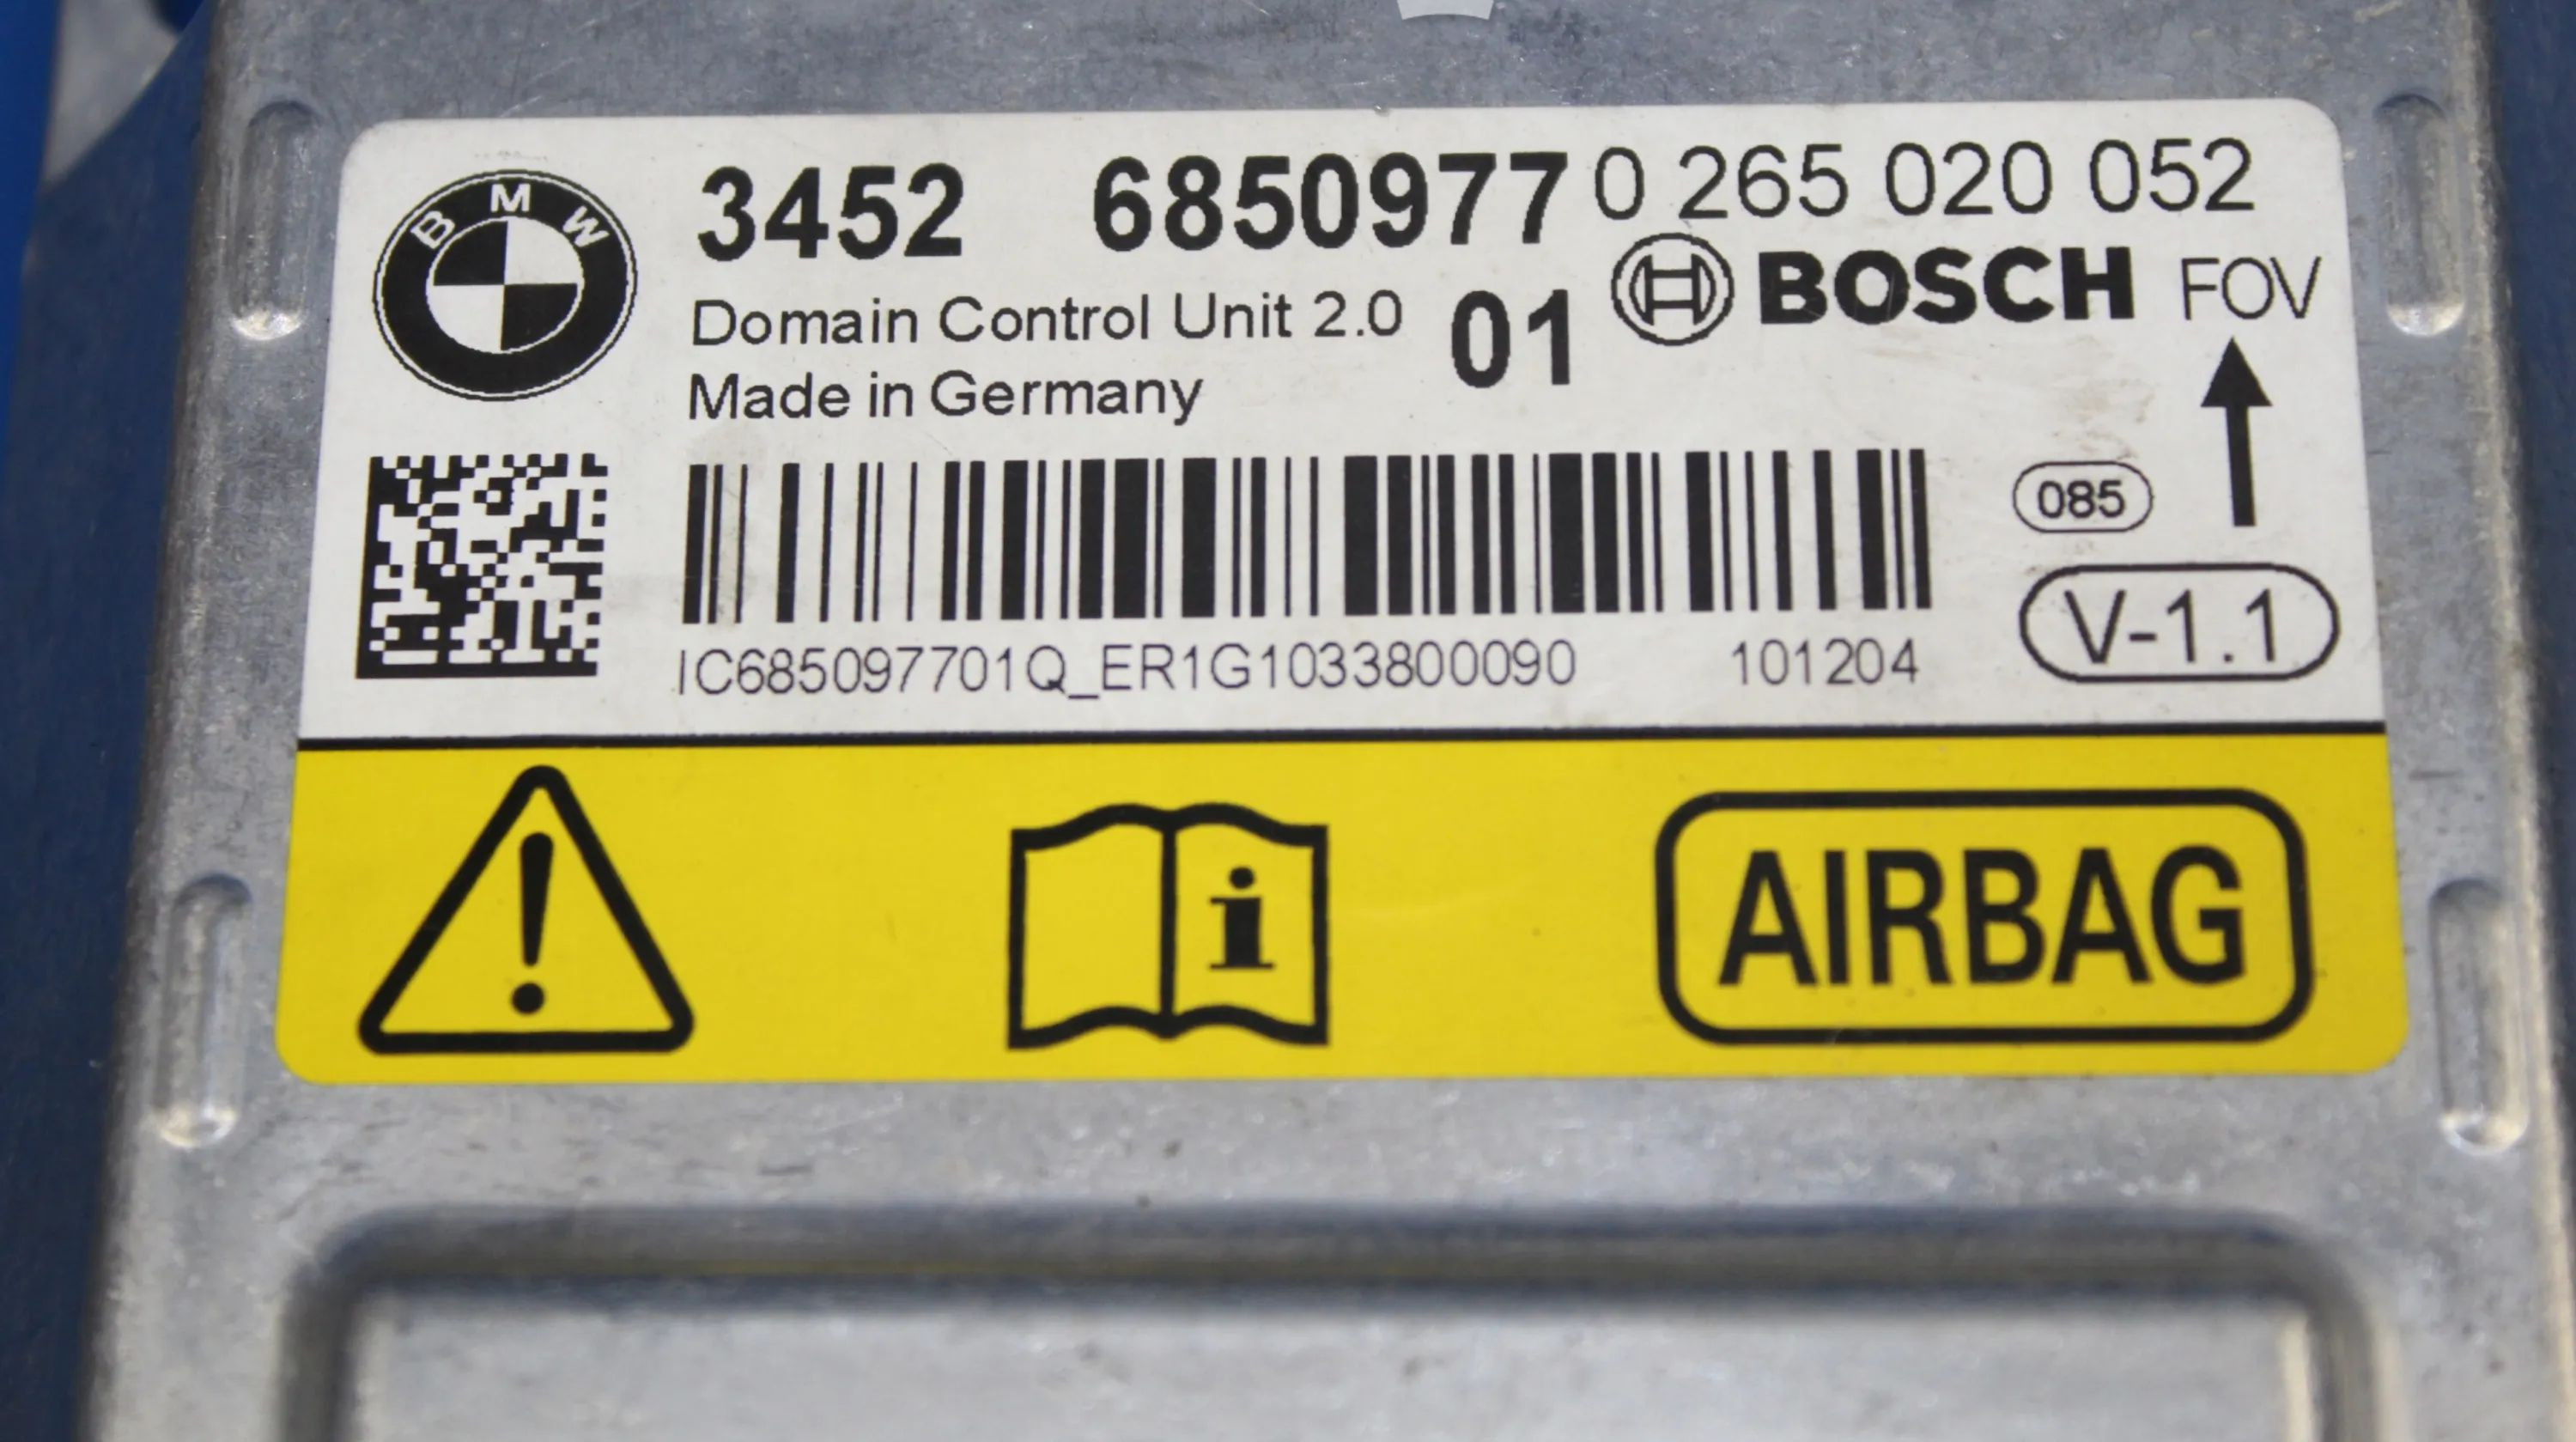 BMW
3452 6850977
0 265 020 052
Domain Control Unit 2.0
01
BOSCH
FOV
Made in Germany
085
V-1.1
IC685097701Q_ER1G1033800090 101204
AIRBAG